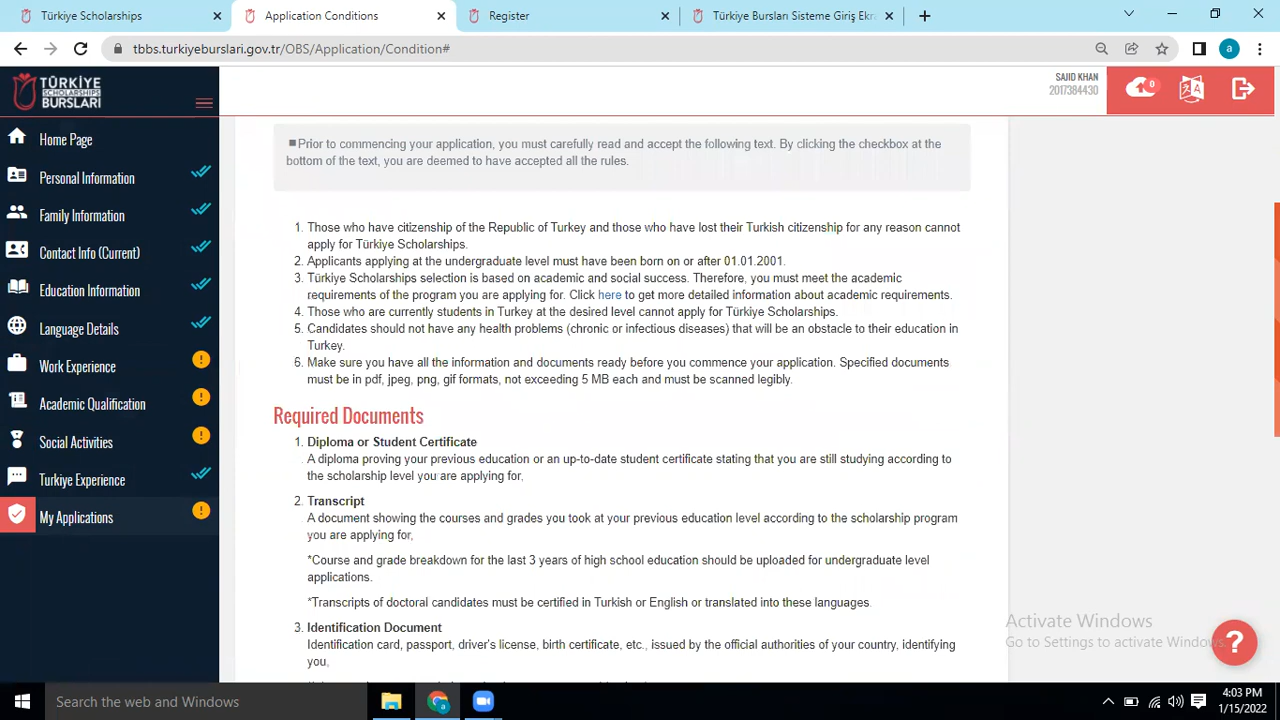 Türkiye Scholarships
Application Conditions
Register
Türkiye Bursları Sisteme Giriş Ekra
tbbs.turkiyeburslari.gov.tr/OBS/Application/Condition#
a
TÜRKİYE
SCHOLARSHIPS
BURSLARI
SAJID KHAN
2017384430
0
Home Page
Personal Information
Family Information
Contact Info (Current)
Education Information
Language Details
Work Experience
Academic Qualification
Social Activities
Turkiye Experience
My Applications
■Prior to commencing your application, you must carefully read and accept the following text. By clicking the checkbox at the
bottom of the text, you are deemed to have accepted all the rules.
1. Those who have citizenship of the Republic of Turkey and those who have lost their Turkish citizenship for any reason cannot
apply for Türkiye Scholarships.
2. Applicants applying at the undergraduate level must have been born on or after 01.01.2001.
3. Türkiye Scholarships selection is based on academic and social success. Therefore, you must meet the academic
requirements of the program you are applying for. Click here to get more detailed information about academic requirements.
4. Those who are currently students in Turkey at the desired level cannot apply for Türkiye Scholarships.
5. Candidates should not have any health problems (chronic or infectious diseases) that will be an obstacle to their education in
Turkey.
6. Make sure you have all the information and documents ready before you commence your application. Specified documents
must be in pdf, jpeg, png, gif formats, not exceeding 5 MB each and must be scanned legibly.
Required Documents
1. Diploma or Student Certificate
A diploma proving your previous education or an up-to-date student certificate stating that you are still studying according to
the scholarship level you are applying for,
2. Transcript
A document showing the courses and grades you took at your previous education level according to the scholarship program
you are applying for,
*Course and grade breakdown for the last 3 years of high school education should be uploaded for undergraduate level
applications.
*Transcripts of doctoral candidates must be certified in Turkish or English or translated into these languages.
3. Identification Document
Identification card, passport, driver's license, birth certificate, etc., issued by the official authorities of your country, identifying
you,
Activate Windows
Go to Settings to activate Windows.
?
Search the web and Windows
4:03 PM
1/15/2022